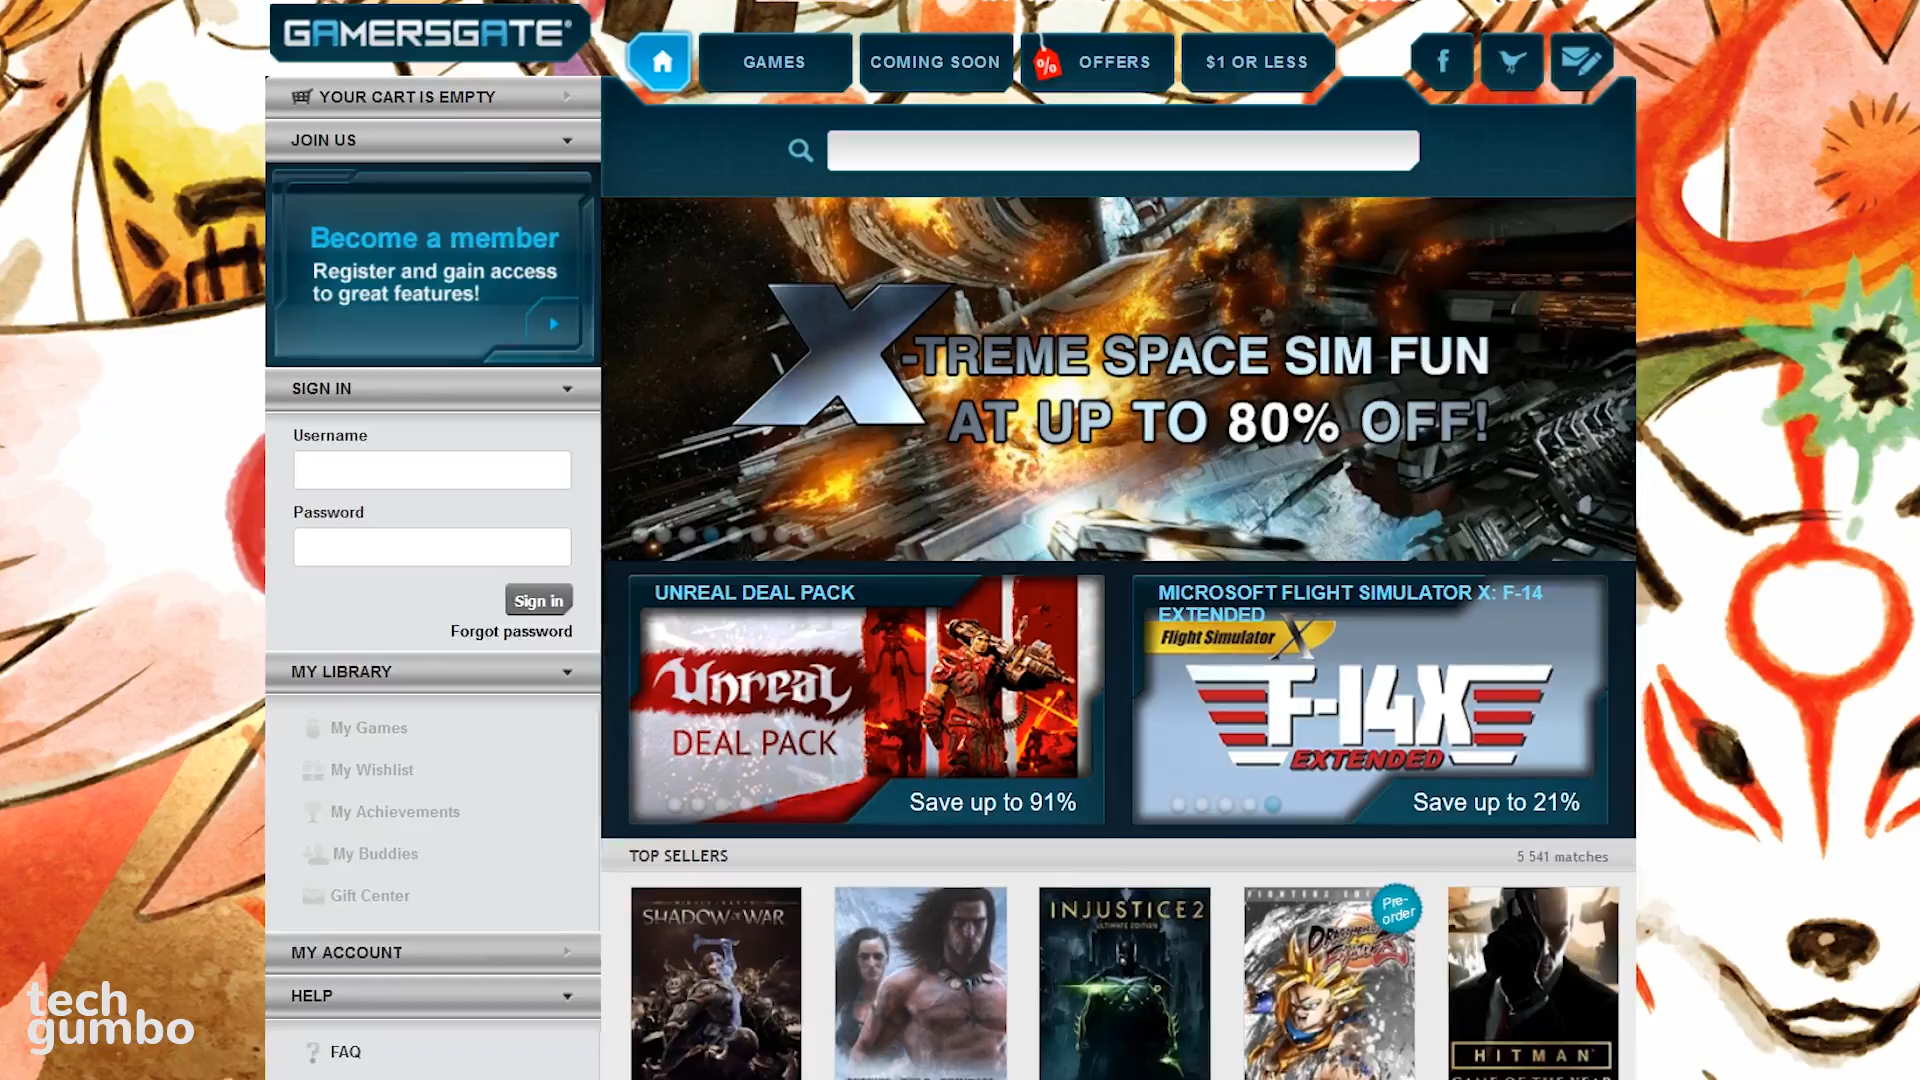 GAMERSGATE
GAMES
COMING SOON
%
OFFERS
$1 OR LESS
f
YOUR CART IS EMPTY
JOIN US
Become a member
Register and gain access
to great features!
X-TREME SPACE SIM FUN
AT UP TO 80% OFF!
SIGN IN
Username
Password
Sign in
Forgot password
MY LIBRARY
My Games
My Wishlist
My Achievements
My Buddies
Gift Center
MY ACCOUNT
HELP
? FAQ
UNREAL DEAL PACK
Unreal
DEAL PACK
Save up to 91%
MICROSOFT FLIGHT SIMULATOR X: F-14
EXTENDED
Flight Simulator X
F-14X
EXTENDED
Save up to 21%
TOP SELLERS
5 541 matches
SHADOW OF WAR
INJUSTICE 2
ULTIMATE EDITION
Pre-
order
HITMAN
tech
gumbo